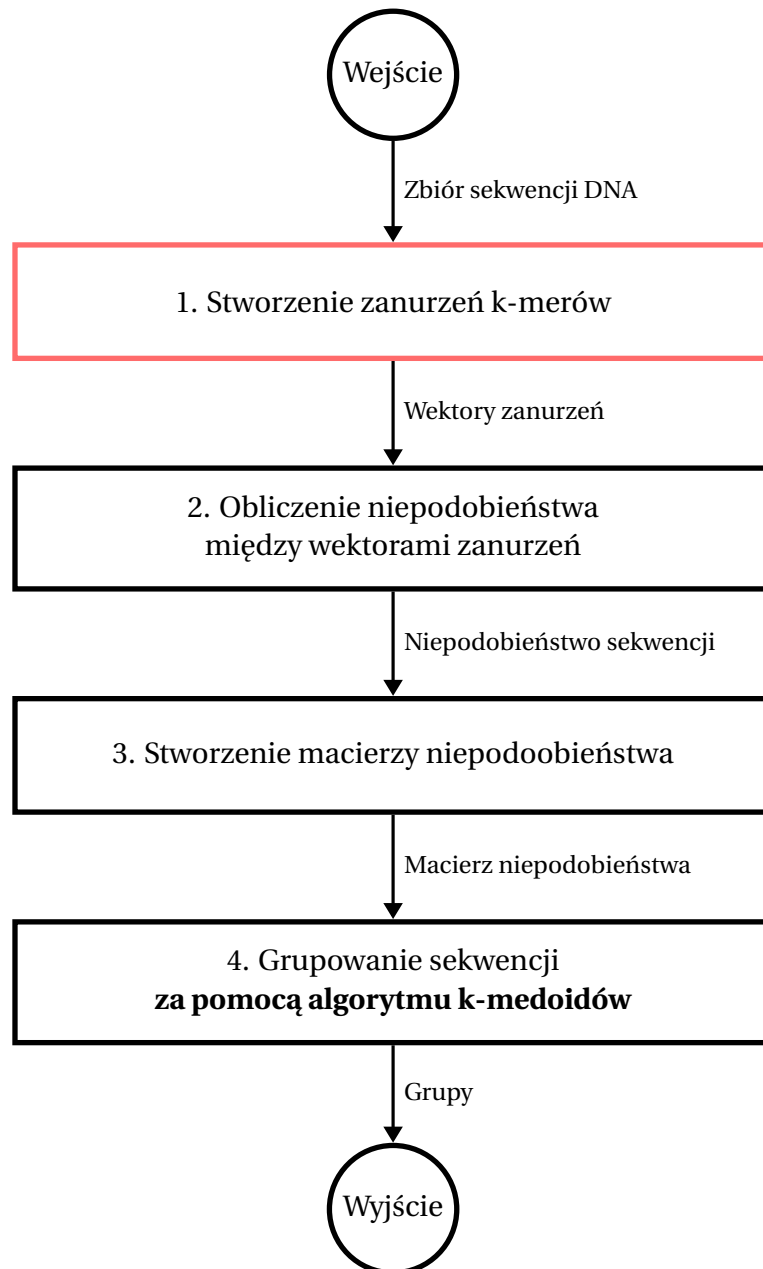 Wejście
Zbiór sekwencji DNA
1. Stworzenie zanurzeń k-merów
Wektory zanurzeń
2. Obliczenie niepodobieństwa
między wektorami zanurzeń
Niepodobieństwo sekwencji
3. Stworzenie macierzy niepodoobieństwa
Macierz niepodobieństwa
4. Grupowanie sekwencji
za pomocą algorytmu k-medoidów
Grupy
Wyjście